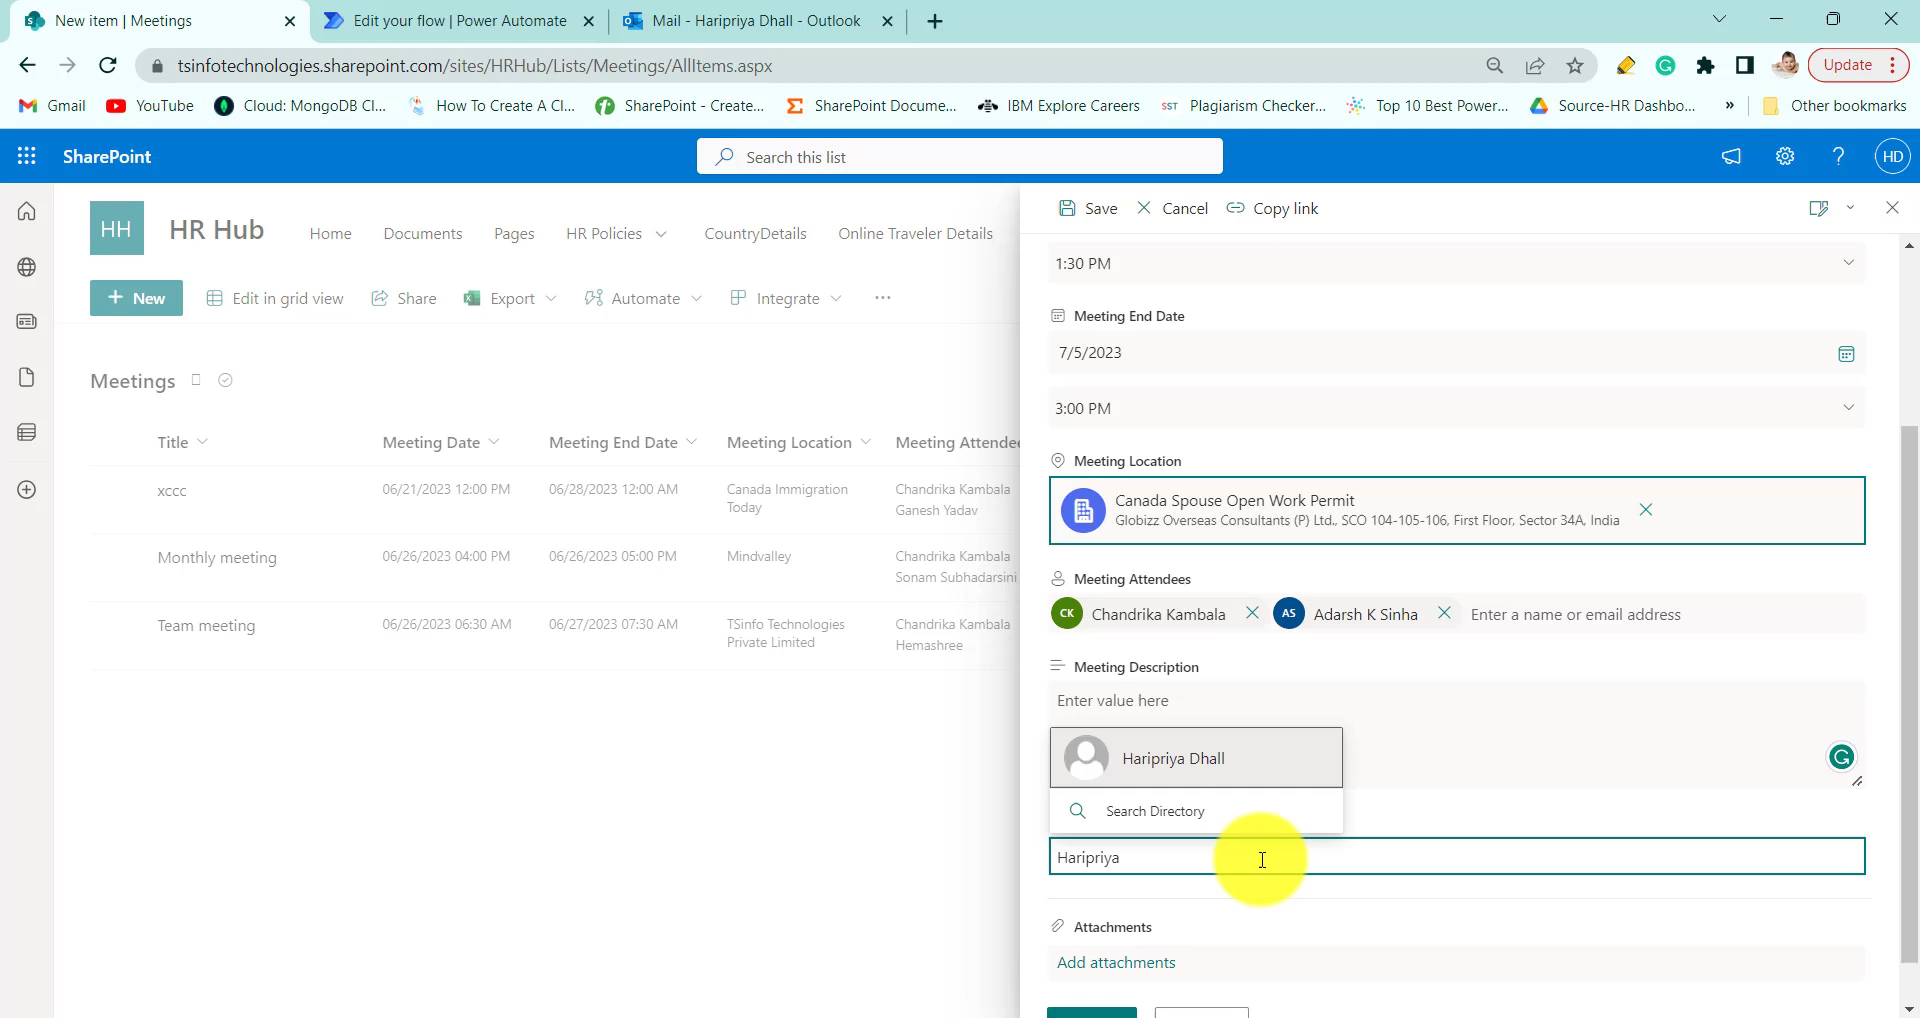 New item | Meetings
Edit your flow | Power Automate
Mail - Haripriya Dhall - Outlook
tsinfotechnologies.sharepoint.com/sites/HRHub/Lists/Meetings/AllItems.aspx
Update
Gmail
YouTube
Cloud: MongoDB Cl...
How To Create A Cl...
SharePoint - Create...
SharePoint Docume...
IBM Explore Careers
SST Plagiarism Checker...
Top 10 Best Power...
Source-HR Dashbo...
»
Other bookmarks
SharePoint
Search this list
HD
HH
HR Hub
Home
Documents
Pages
HR Policies
CountryDetails
Online Traveler Details
New
Edit in grid view
Share
Export
Automate
Integrate
Meetings
Title
Meeting Date
Meeting End Date
Meeting Location
Meeting Attendee
xccc
06/21/2023 12:00 PM
06/28/2023 12:00 AM
Canada Immigration
Today
Chandrika Kambala
Ganesh Yadav
Monthly meeting
06/26/2023 04:00 PM
06/26/2023 05:00 PM
Mindvalley
Chandrika Kambala
Sonam Subhadarsini
Team meeting
06/26/2023 06:30 AM
06/27/2023 07:30 AM
TSinfo Technologies
Private Limited
Chandrika Kambala
Hemashree
Save
Cancel
Copy link
1:30 PM
Meeting End Date
7/5/2023
3:00 PM
Meeting Location
Canada Spouse Open Work Permit
Globizz Overseas Consultants (P) Ltd., SCO 104-105-106, First Floor, Sector 34A, India
Meeting Attendees
CK Chandrika Kambala
AS Adarsh K Sinha
Enter a name or email address
Meeting Description
Enter value here
Haripriya Dhall
Search Directory
Haripriya
Attachments
Add attachments